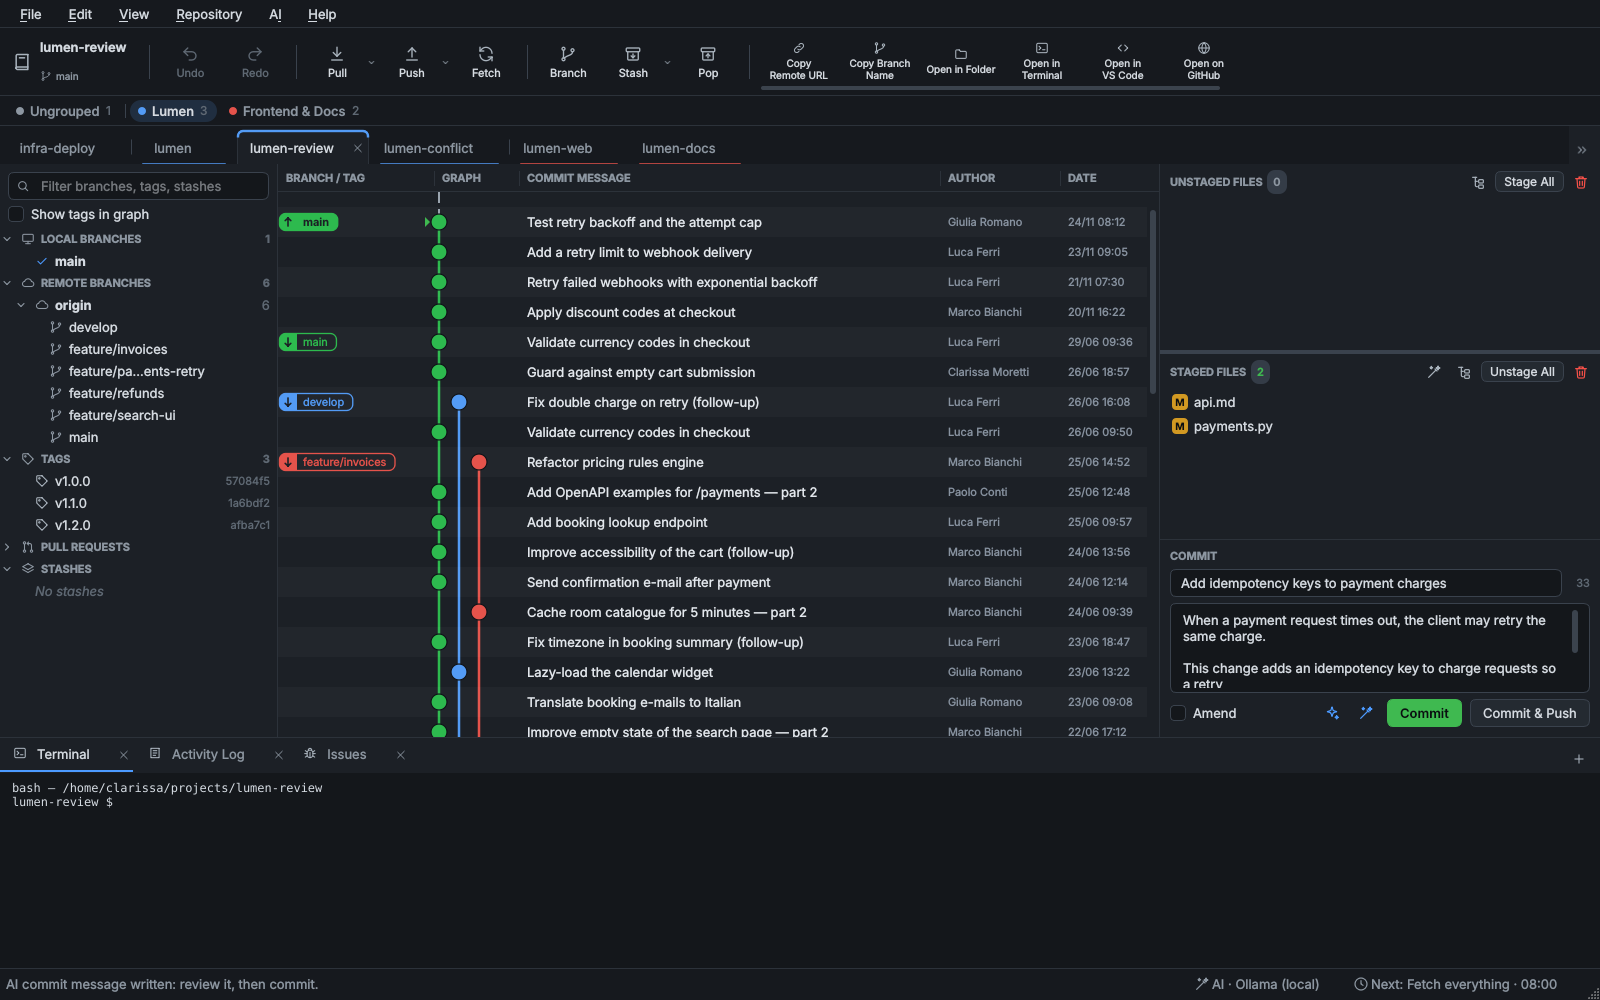 File Edit View Repository AI Help
lumen-review
main
Undo
Redo
Pull
Push
Fetch
Branch
Stash
Pop
Copy
Remote URL
Copy Branch
Name
Open in Folder
Open in
Terminal
Open in
VS Code
Open on
GitHub
Ungrouped 1
Lumen 3
Frontend & Docs 2
infra-deploy
lumen
lumen-review
lumen-conflict
lumen-web
lumen-docs
Filter branches, tags, stashes
Show tags in graph
LOCAL BRANCHES 1
main
REMOTE BRANCHES 6
origin 6
develop
feature/invoices
feature/pa...ents-retry
feature/refunds
feature/search-ui
main
TAGS 3
v1.0.0 57084f5
v1.1.0 1a6bdf2
v1.2.0 afba7c1
PULL REQUESTS
STASHES
No stashes
BRANCH / TAG GRAPH COMMIT MESSAGE AUTHOR DATE
main Test retry backoff and the attempt cap Giulia Romano 24/11 08:12
Add a retry limit to webhook delivery Luca Ferri 23/11 09:05
Retry failed webhooks with exponential backoff Luca Ferri 21/11 07:30
Apply discount codes at checkout Marco Bianchi 20/11 16:22
main Validate currency codes in checkout Luca Ferri 29/06 09:36
Guard against empty cart submission Clarissa Moretti 26/06 18:57
develop Fix double charge on retry (follow-up) Luca Ferri 26/06 16:08
Validate currency codes in checkout Luca Ferri 26/06 09:50
feature/invoices Refactor pricing rules engine Marco Bianchi 25/06 14:52
Add OpenAPI examples for /payments — part 2 Paolo Conti 25/06 12:48
Add booking lookup endpoint Luca Ferri 25/06 09:57
Improve accessibility of the cart (follow-up) Marco Bianchi 24/06 13:56
Send confirmation e-mail after payment Marco Bianchi 24/06 12:14
Cache room catalogue for 5 minutes — part 2 Marco Bianchi 24/06 09:39
Fix timezone in booking summary (follow-up) Luca Ferri 23/06 18:47
Lazy-load the calendar widget Giulia Romano 23/06 13:22
Translate booking e-mails to Italian Giulia Romano 23/06 09:08
Improve empty state of the search page — part 2 Marco Bianchi 22/06 17:12
UNSTAGED FILES 0 Stage All
STAGED FILES 2 Unstage All
M api.md
M payments.py
COMMIT
Add idempotency keys to payment charges 33
When a payment request times out, the client may retry the
same charge.
This change adds an idempotency key to charge requests so
a retry
Amend Commit Commit & Push
Terminal
Activity Log
Issues
bash — /home/clarissa/projects/lumen-review
lumen-review $
AI commit message written: review it, then commit.
AI · Ollama (local)
Next: Fetch everything · 08:00